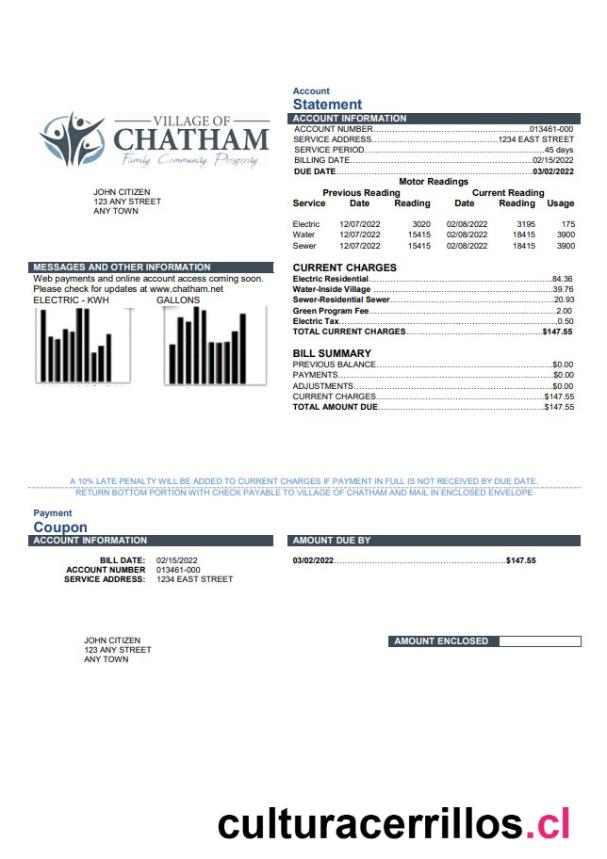 VILLAGE OF
CHATHAM
Family. Community. Prosperity.
JOHN CITIZEN
123 ANY STREET
ANY TOWN
Account
Statement
ACCOUNT INFORMATION
ACCOUNT NUMBER 013461-000
SERVICE ADDRESS 1234 EAST STREET
SERVICE PERIOD 45 days
BILLING DATE 02/15/2022
DUE DATE 03/02/2022
Motor Readings
Previous Reading Current Reading
Service Date Reading Date Reading Usage
Electric 12/07/2022 3020 02/08/2022 3195 175
Water 12/07/2022 15415 02/08/2022 18415 3900
Sewer 12/07/2022 15415 02/08/2022 18415 3900
MESSAGES AND OTHER INFORMATION
Web payments and online account access coming soon.
Please check for updates at www.chatham.net
ELECTRIC - KWH GALLONS
CURRENT CHARGES
Electric Residential 84.36
Water-Inside Village 39.76
Sewer-Residential Sewer 20.93
Green Program Fee 2.00
Electric Tax 0.50
TOTAL CURRENT CHARGES $147.55
BILL SUMMARY
PREVIOUS BALANCE $0.00
PAYMENTS $0.00
ADJUSTMENTS $0.00
CURRENT CHARGES $147.55
TOTAL AMOUNT DUE $147.55
A 10% LATE PENALTY WILL BE ADDED TO CURRENT CHARGES IF PAYMENT IN FULL IS NOT RECEIVED BY DUE DATE.
RETURN BOTTOM PORTION WITH CHECK PAYABLE TO VILLAGE OF CHATHAM AND MAIL IN ENCLOSED ENVELOPE
Payment
Coupon
ACCOUNT INFORMATION
BILL DATE: 02/15/2022
ACCOUNT NUMBER 013461-000
SERVICE ADDRESS: 1234 EAST STREET
AMOUNT DUE BY
03/02/2022 $147.55
JOHN CITIZEN
123 ANY STREET
ANY TOWN
AMOUNT ENCLOSED
culturacerrillos.cl